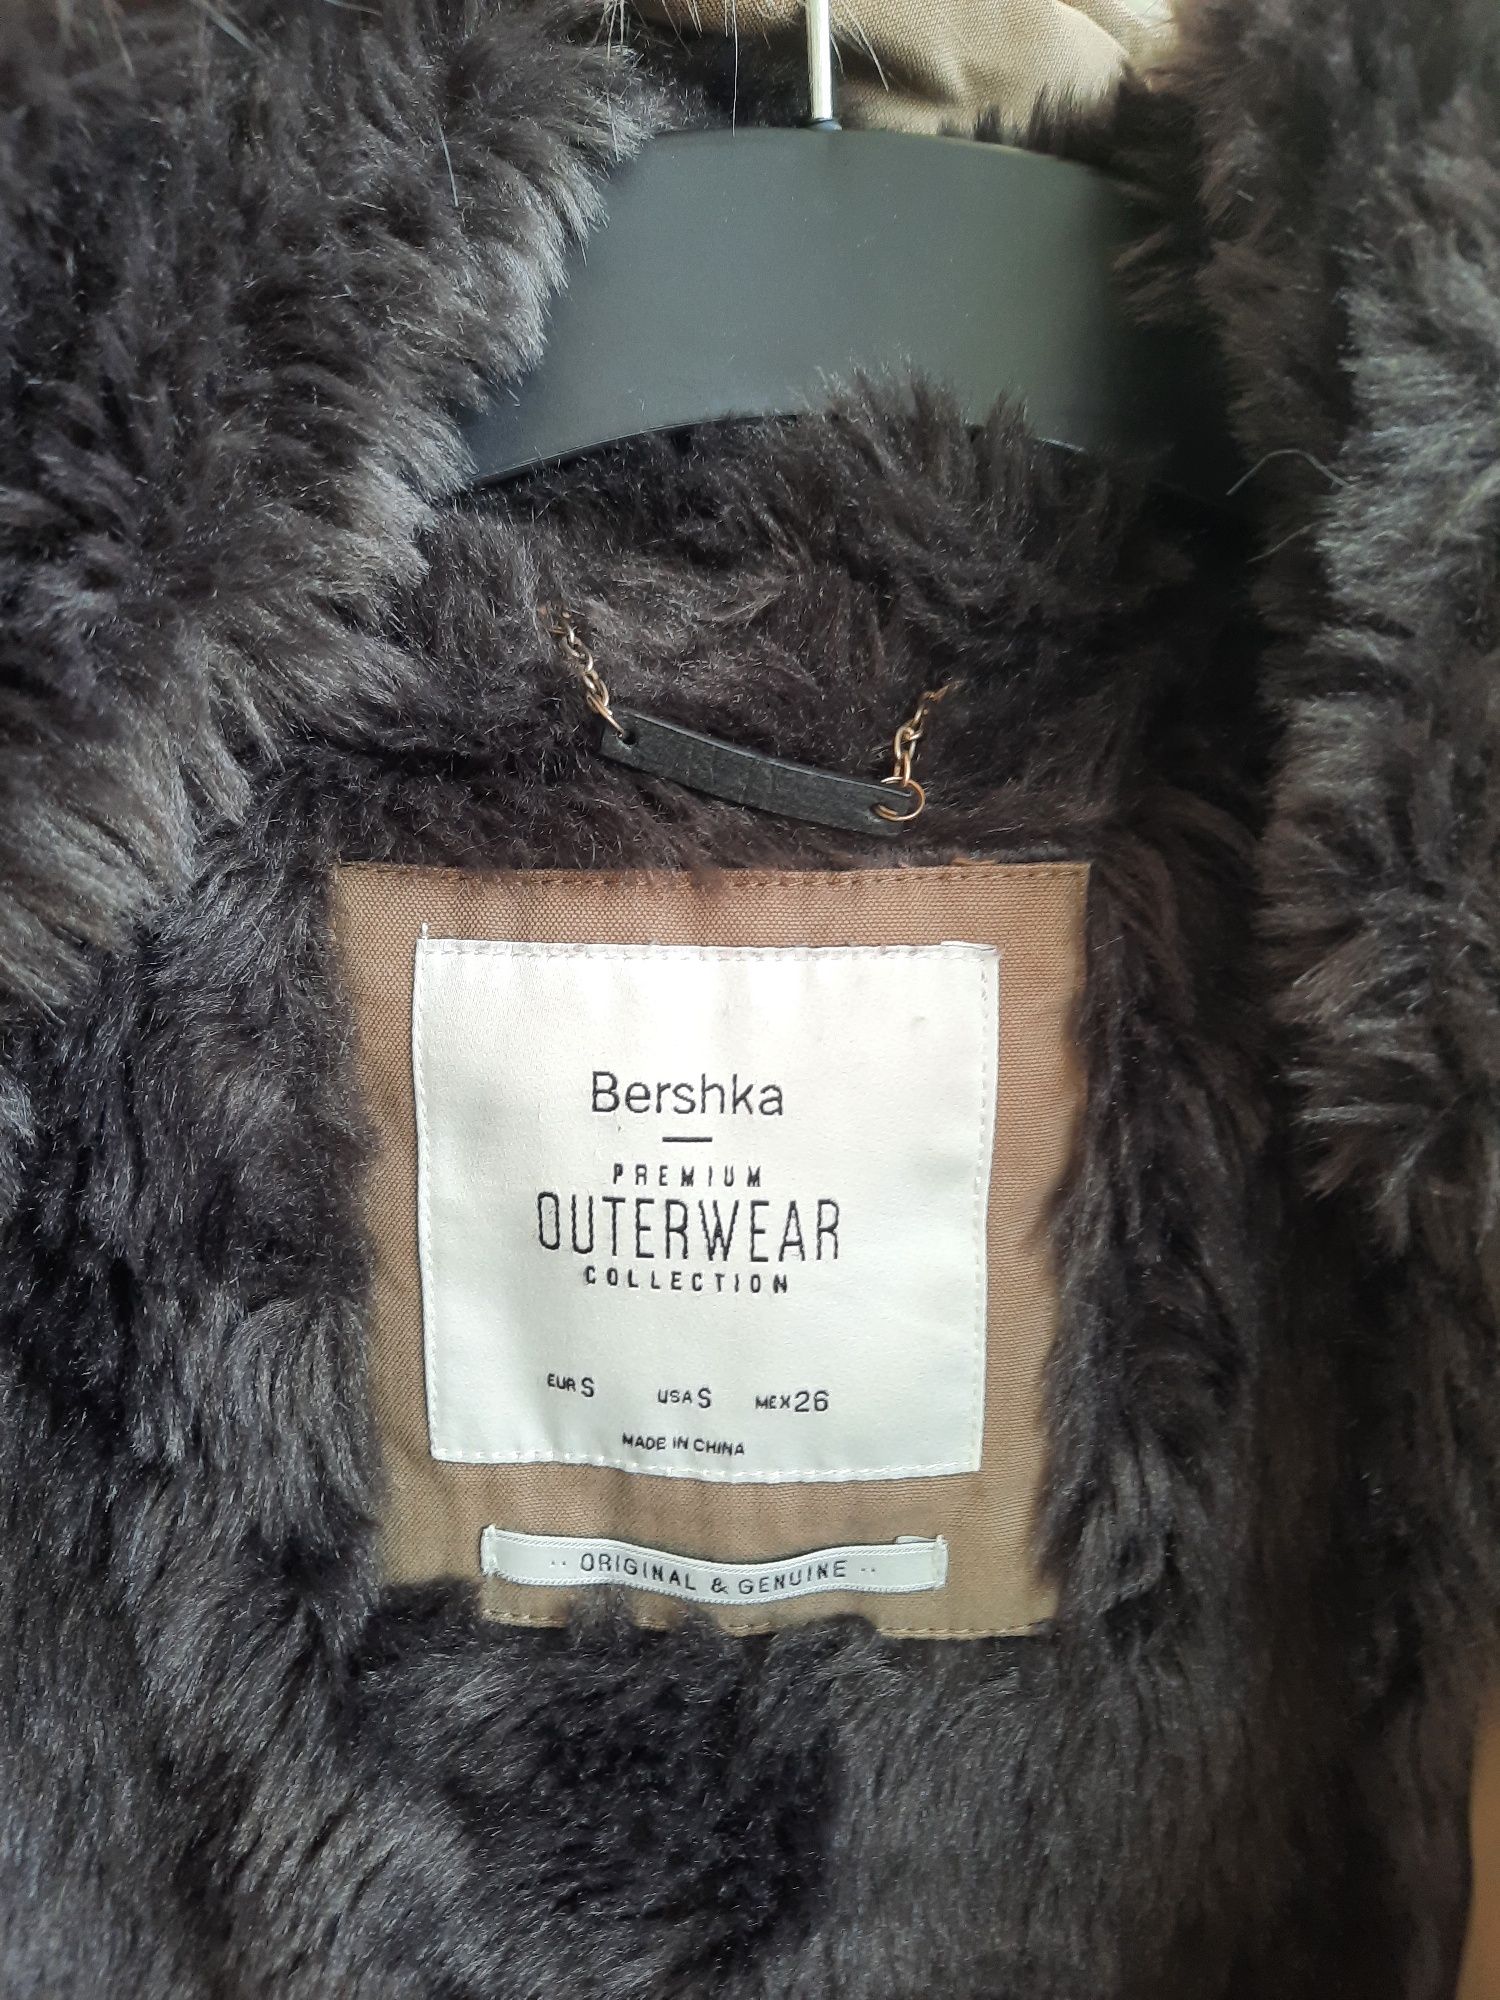 Bershka
PREMIUM
OUTERWEAR
COLLECTION
EUR S USA S MEX 26
MADE IN CHINA
·· ORIGINAL & GENUINE ··